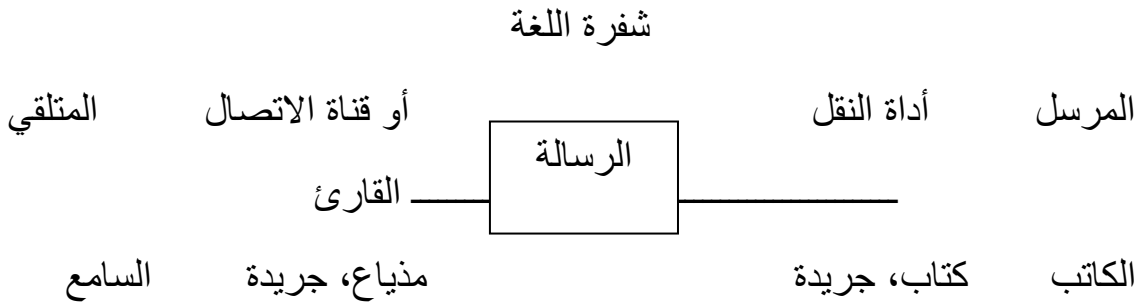 شفرة اللغة
المرسل أداة النقل أو قناة الاتصال المتلقي
الرسالة
القارئ
الكاتب كتاب، جريدة مذياع، جريدة السامع